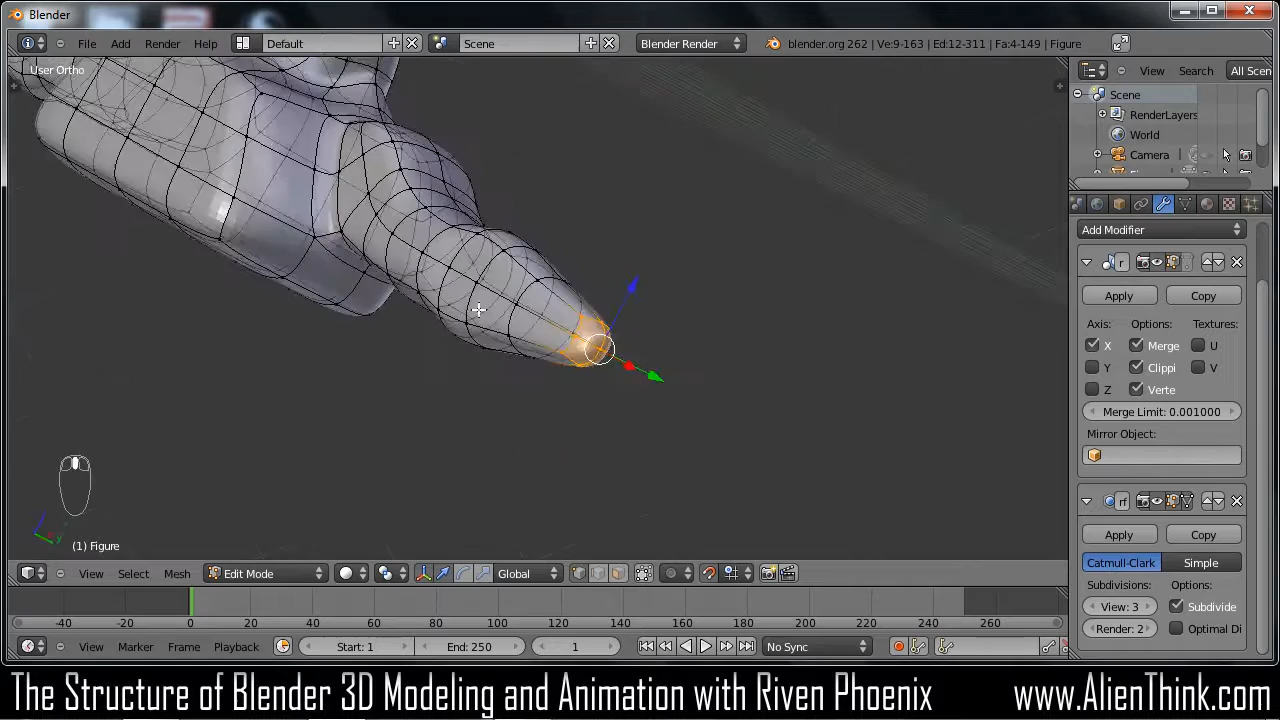 Blender
File Add Render Help Default Scene Blender Render blender.org 262 | Ve:9-163 | Ed:12-311 | Fa:4-149 | Figure
User Ortho
View Search All Scen
Scene
RenderLayers
World
Camera
Add Modifier
r
Apply Copy
Axis: Options: Textures:
X Merge U
Y Clippi V
Z Verte
Merge Limit: 0.001000
Mirror Object:
rf
Apply Copy
Catmull-Clark Simple
Subdivisions: Options:
View: 3 Subdivide
Render: 2 Optimal Di
y
(1) Figure
View Select Mesh Edit Mode Global
-40 -20 0 20 40 60 80 100 120 140 160 180 200 220 240 260
View Marker Frame Playback Start: 1 End: 250 1 No Sync
The Structure of Blender 3D Modeling and Animation with Riven Phoenix www.AlienThink.com